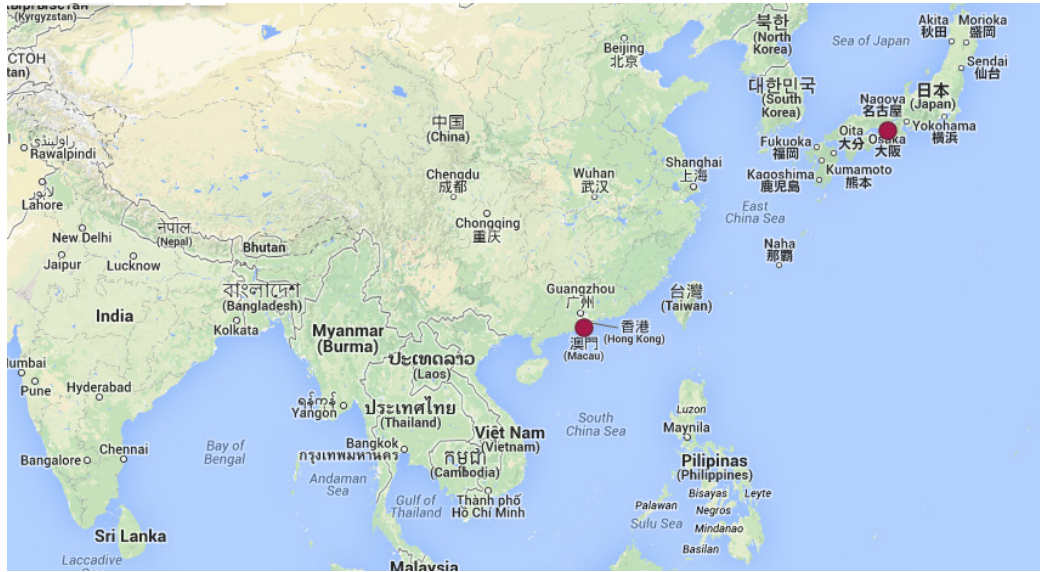 (Kyrgyzstan)
СТОН
tan)
راولپنڈی
Rawalpindi
لاہور
Lahore
New Delhi
Jaipur
Lucknow
नेपाल
(Nepal)
Bhutan
বাংলাদেশ
(Bangladesh)
India
Kolkata
Myanmar
(Burma)
umbai
Pune
Hyderabad
Bangalore
Chennai
Bay of
Bengal
Sri Lanka
Laccadive
中国
(China)
Beijing
北京
Chengdu
成都
Chongqing
重庆
Wuhan
武汉
Shanghai
上海
Guangzhou
广州
香港
(Hong Kong)
澳門
(Macau)
台灣
(Taiwan)
East
China Sea
Naha
那覇
북한
(North
Korea)
대한민국
(South
Korea)
Sea of Japan
Akita
秋田
Morioka
盛岡
Sendai
仙台
日本
(Japan)
Nagoya
名古屋
Yokohama
横浜
Osaka
大阪
Oita
大分
Fukuoka
福岡
Kumamoto
熊本
Kagoshima
鹿児島
ປະເທດລາວ
(Laos)
ရန်ကုန်
Yangon
ประเทศไทย
(Thailand)
Bangkok
กรุงเทพมหานคร
Việt Nam
(Vietnam)
កម្ពុជា
(Cambodia)
Thành phố
Hồ Chí Minh
Andaman
Sea
Gulf of
Thailand
South
China Sea
Luzon
Maynila
Pilipinas
(Philippines)
Bisayas
Leyte
Palawan
Negros
Sulu Sea
Mindanao
Basilan
Malaysia